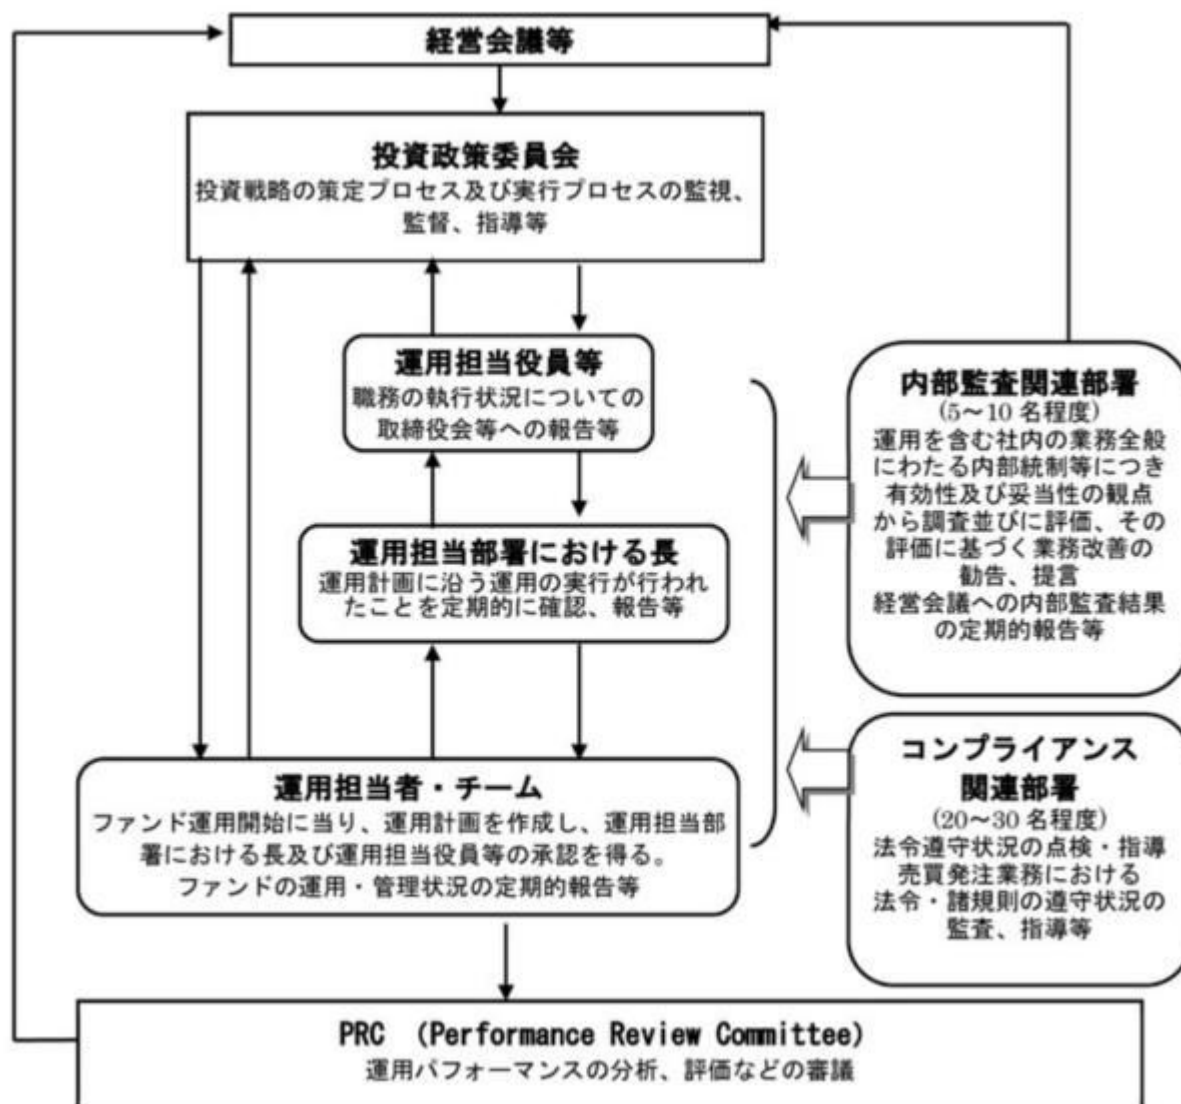 経営会議等
投資政策委員会
投資戦略の策定プロセス及び実行プロセスの監視、
監督、指導等
運用担当役員等
職務の執行状況についての
取締役会等への報告等
運用担当部署における長
運用計画に沿う運用の実行が行われ
たことを定期的に確認、報告等
運用担当者・チーム
ファンド運用開始に当り、運用計画を作成し、運用担当部
署における長及び運用担当役員等の承認を得る。
ファンドの運用・管理状況の定期的報告等
内部監査関連部署
(5～10 名程度)
運用を含む社内の業務全般
にわたる内部統制等につき
有効性及び妥当性の観点
から調査並びに評価、その
評価に基づく業務改善の
勧告、提言
経営会議への内部監査結果
の定期的報告等
コンプライアンス
関連部署
(20～30 名程度)
法令遵守状況の点検・指導
売買発注業務における
法令・諸規則の遵守状況の
監査、指導等
PRC (Performance Review Committee)
運用パフォーマンスの分析、評価などの審議